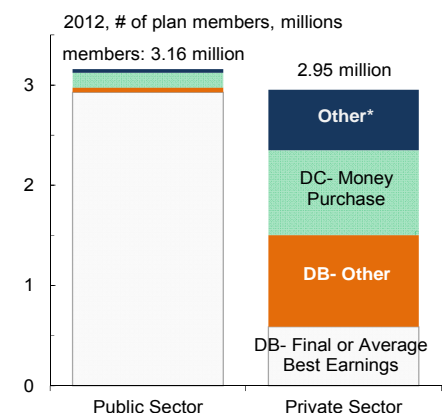 2012, # of plan members, millions
members: 3.16 million
2.95 million
3
2
1
0
Other*
DC- Money
Purchase
DB- Other
DB- Final or Average
Best Earnings
Public Sector
Private Sector